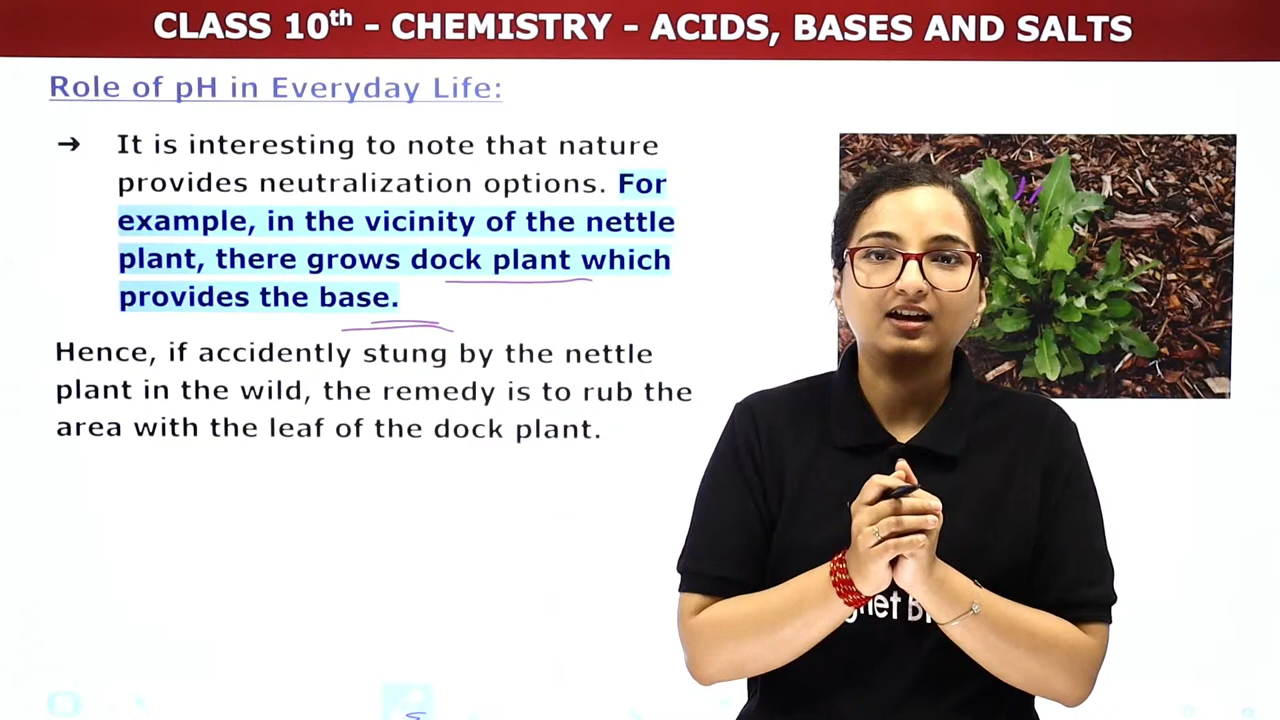 CLASS 10th - CHEMISTRY - ACIDS, BASES AND SALTS
Role of pH in Everyday Life:
➔ It is interesting to note that nature
provides neutralization options. For
example, in the vicinity of the nettle
plant, there grows dock plant which
provides the base.
Hence, if accidently stung by the nettle
plant in the wild, the remedy is to rub the
area with the leaf of the dock plant.